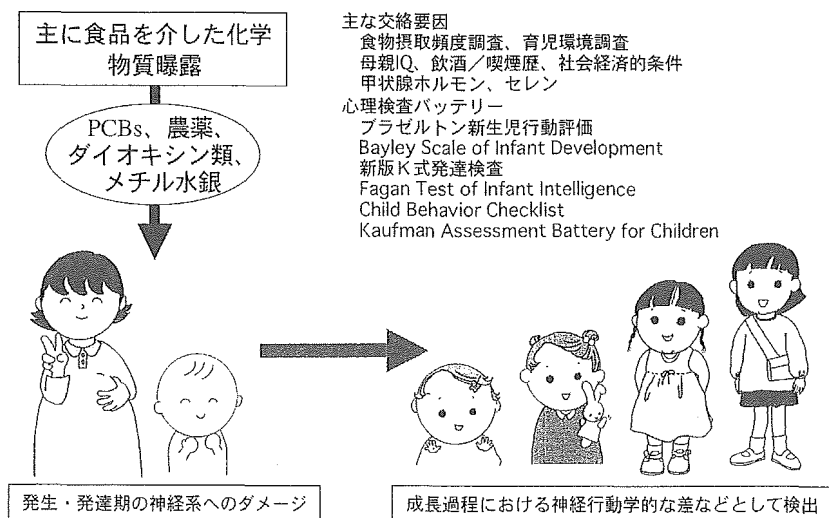 主に食品を介した化学
物質曝露
PCBs、農薬、
ダイオキシン類、
メチル水銀
主な交絡要因
食物摂取頻度調査、育児環境調査
母親IQ、飲酒／喫煙歴、社会経済的条件
甲状腺ホルモン、セレン
心理検査バッテリー
ブラゼルトン新生児行動評価
Bayley Scale of Infant Development
新版K式発達検査
Fagan Test of Infant Intelligence
Child Behavior Checklist
Kaufman Assessment Battery for Children
発生・発達期の神経系へのダメージ
成長過程における神経行動学的な差などとして検出